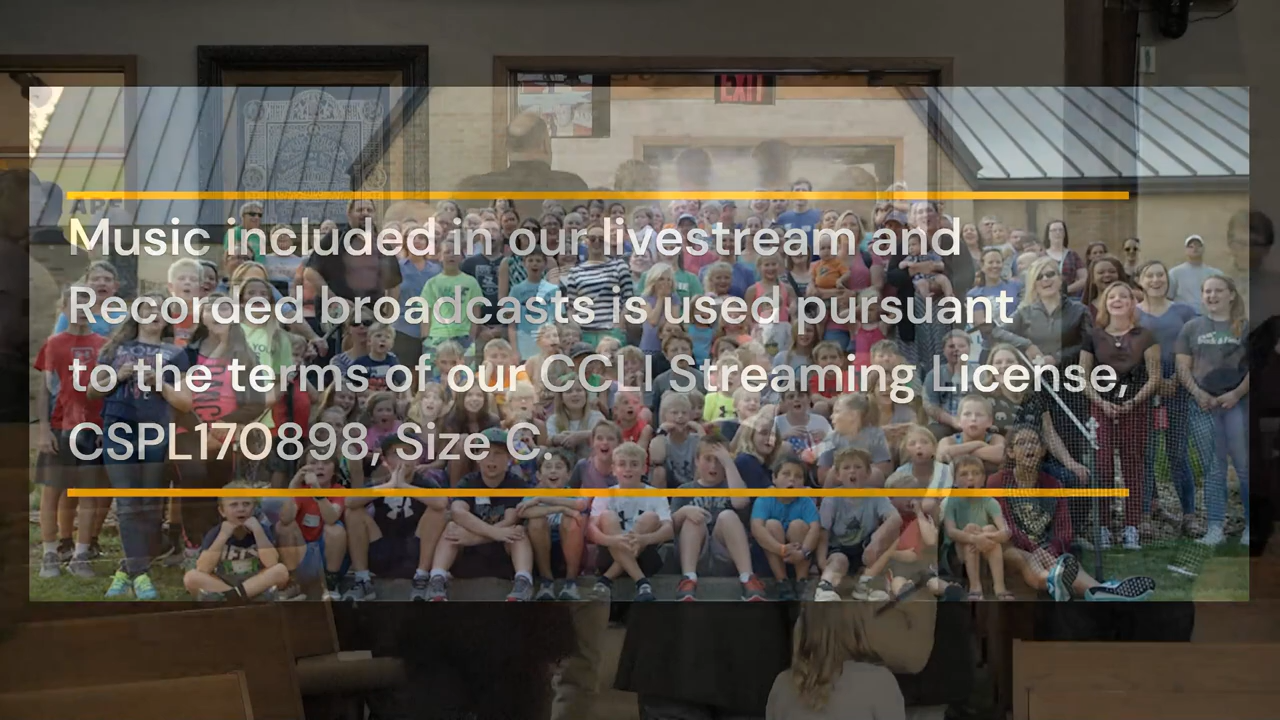 EXIT
Music included in our livestream and
Recorded broadcasts is used pursuant
to the terms of our CCLI Streaming License,
CSPL170898, Size C.